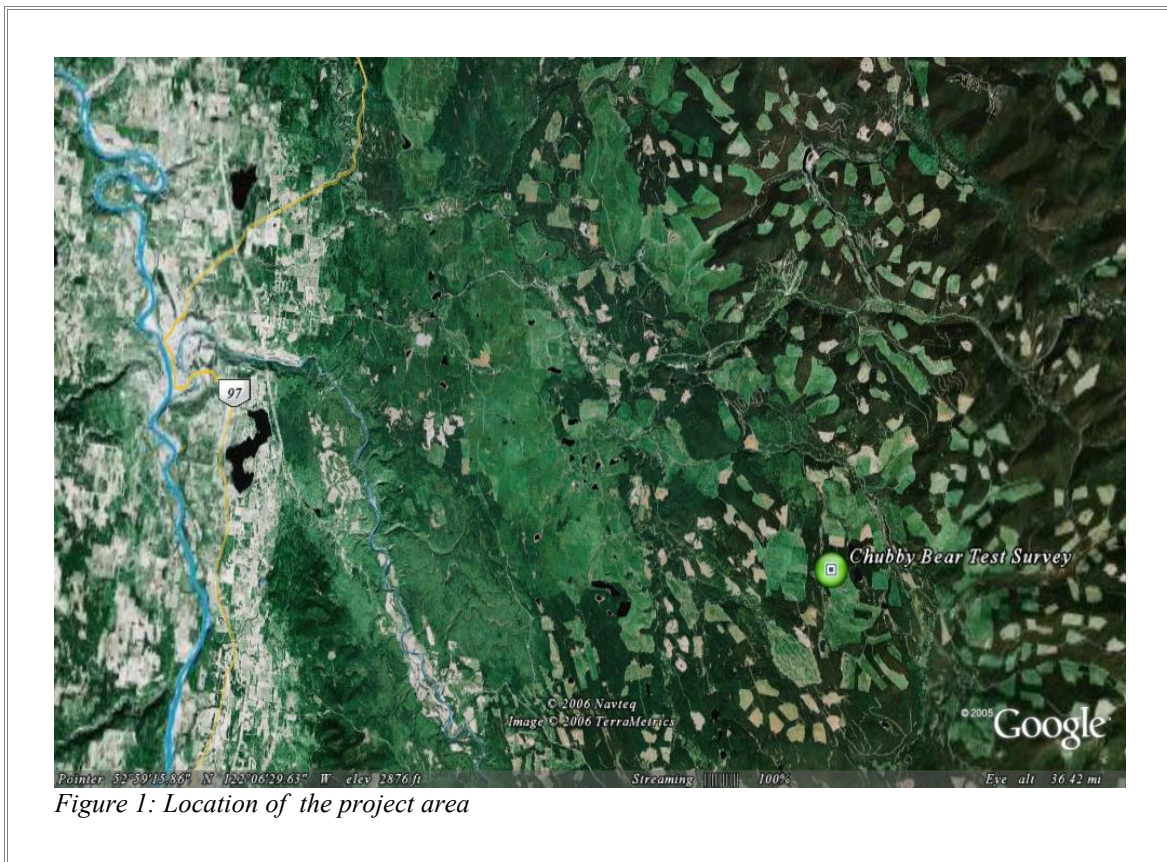 97
Chubby Bear Test Survey
© 2006 Navteq
Image © 2006 TerraMetrics
© 2005 Google
Pointer 52°59'15.86" N 122°06'29.63" W elev 2876 ft
Streaming ||||||||| 100%
Eye alt 36.42 mi
Figure 1: Location of the project area